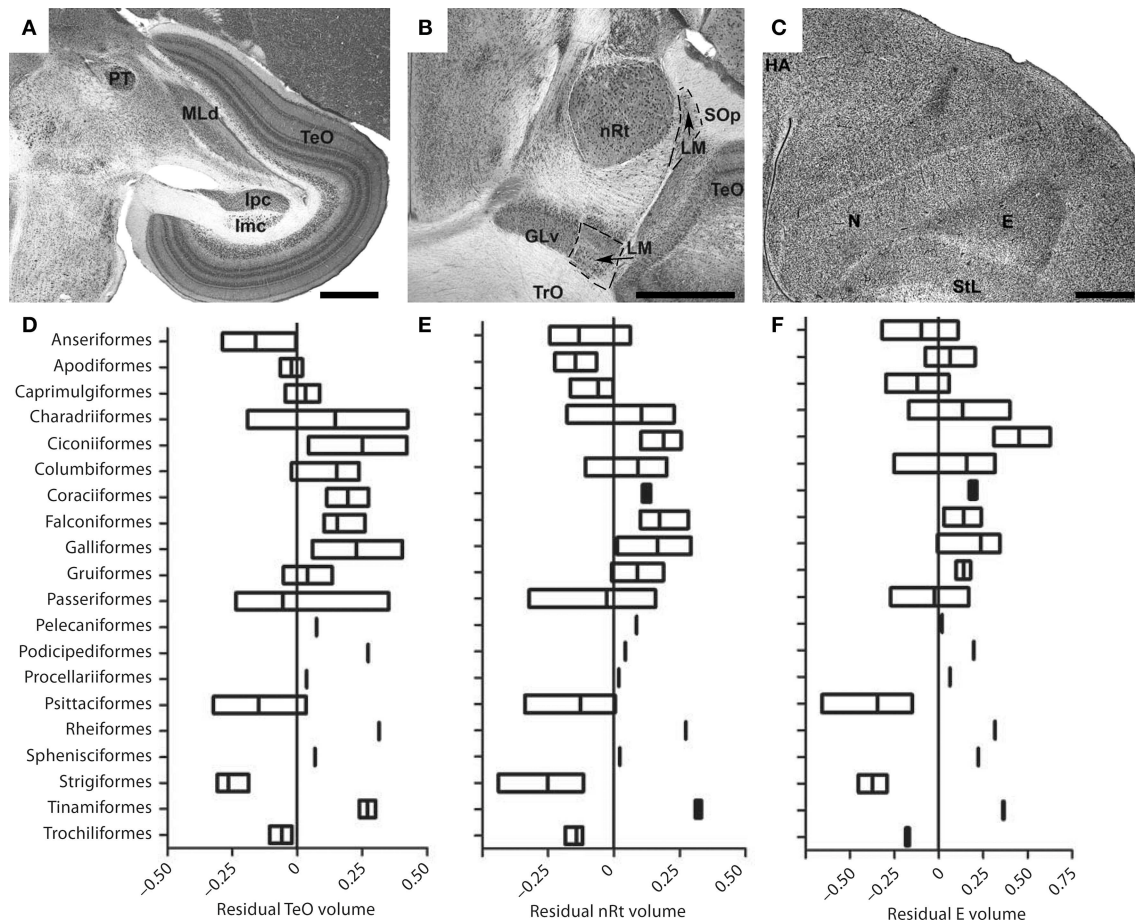 A
PT
MLd
TeO
Ipc
Imc
B
nRt
SOp
LM
TeO
GLv
LM
TrO
C
HA
N
E
StL
D
E
F
Anseriformes
Apodiformes
Caprimulgiformes
Charadriiformes
Ciconiiformes
Columbiformes
Coraciiformes
Falconiformes
Galliformes
Gruiformes
Passeriformes
Pelecaniformes
Podicipediformes
Procellariiformes
Psittaciformes
Rheiformes
Sphenisciformes
Strigiformes
Tinamiformes
Trochiliformes
−0.50 −0.25 0 0.25 0.50
Residual TeO volume
−0.50 −0.25 0 0.25 0.50
Residual nRt volume
−0.50 −0.25 0 0.25 0.50 0.75
Residual E volume